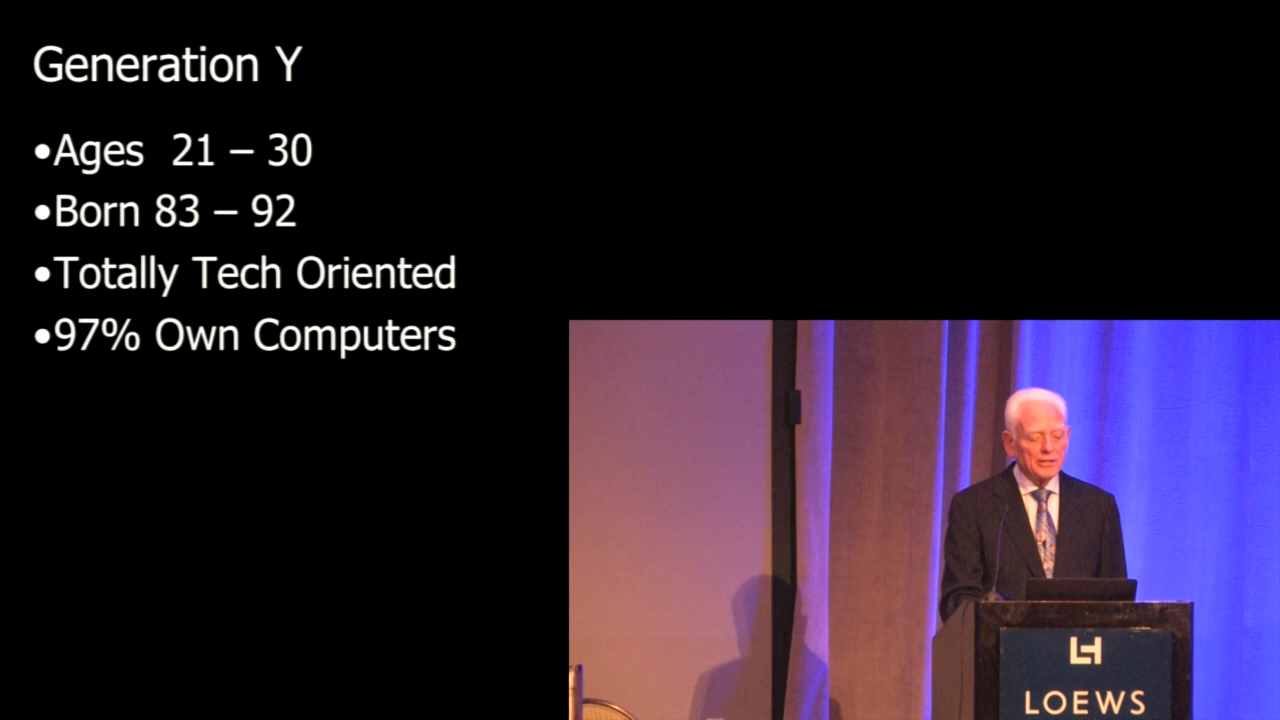 Generation Y
•Ages  21 – 30
•Born 83 – 92
•Totally Tech Oriented
•97% Own Computers
LH
LOEWS